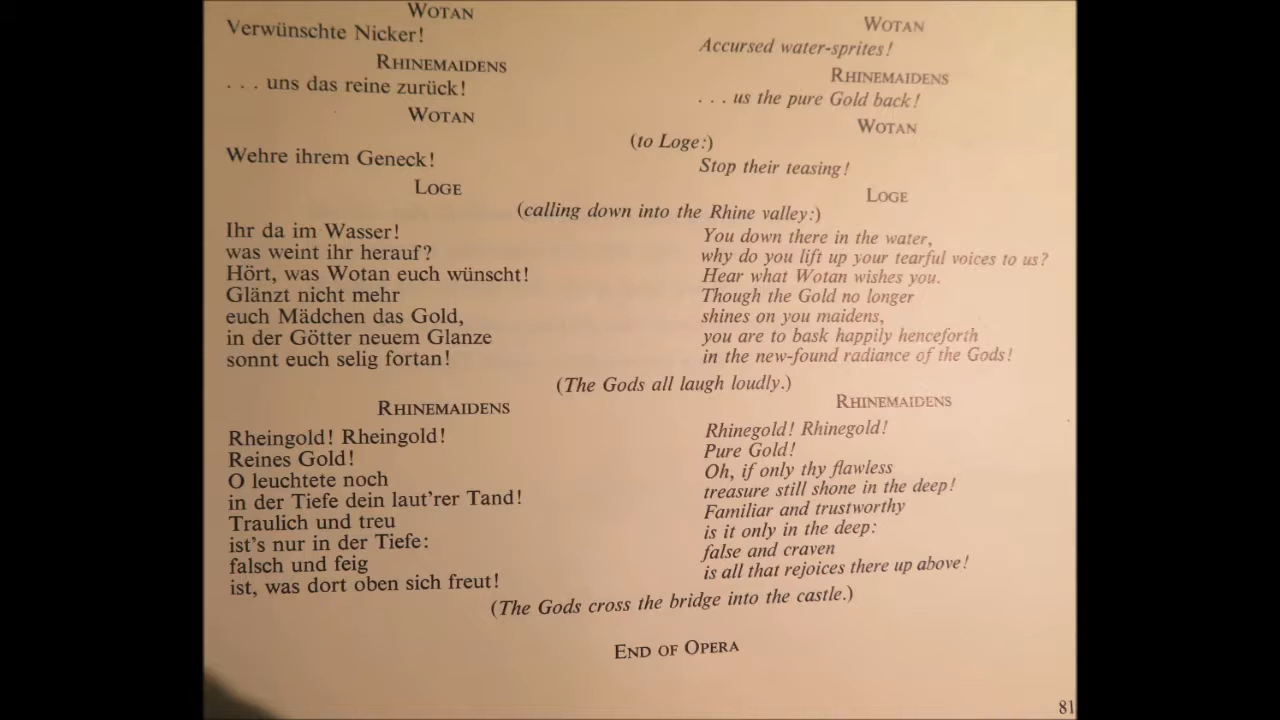 WOTAN
Verwünschte Nicker!
RHINEMAIDENS
. . . uns das reine zurück!
WOTAN
Wehre ihrem Geneck!
LOGE
Ihr da im Wasser!
was weint ihr herauf?
Hört, was Wotan euch wünscht!
Glänzt nicht mehr
euch Mädchen das Gold,
in der Götter neuem Glanze
sonnt euch selig fortan!
RHINEMAIDENS
Rheingold! Rheingold!
Reines Gold!
O leuchtete noch
in der Tiefe dein laut'rer Tand!
Traulich und treu
ist's nur in der Tiefe:
falsch und feig
ist, was dort oben sich freut!
WOTAN
Accursed water-sprites!
RHINEMAIDENS
. . . us the pure Gold back!
WOTAN
(to Loge:)
Stop their teasing!
LOGE
(calling down into the Rhine valley:)
You down there in the water,
why do you lift up your tearful voices to us?
Hear what Wotan wishes you.
Though the Gold no longer
shines on you maidens,
you are to bask happily henceforth
in the new-found radiance of the Gods!
(The Gods all laugh loudly.)
RHINEMAIDENS
Rhinegold! Rhinegold!
Pure Gold!
Oh, if only thy flawless
treasure still shone in the deep!
Familiar and trustworthy
is it only in the deep:
false and craven
is all that rejoices there up above!
(The Gods cross the bridge into the castle.)
END OF OPERA
81